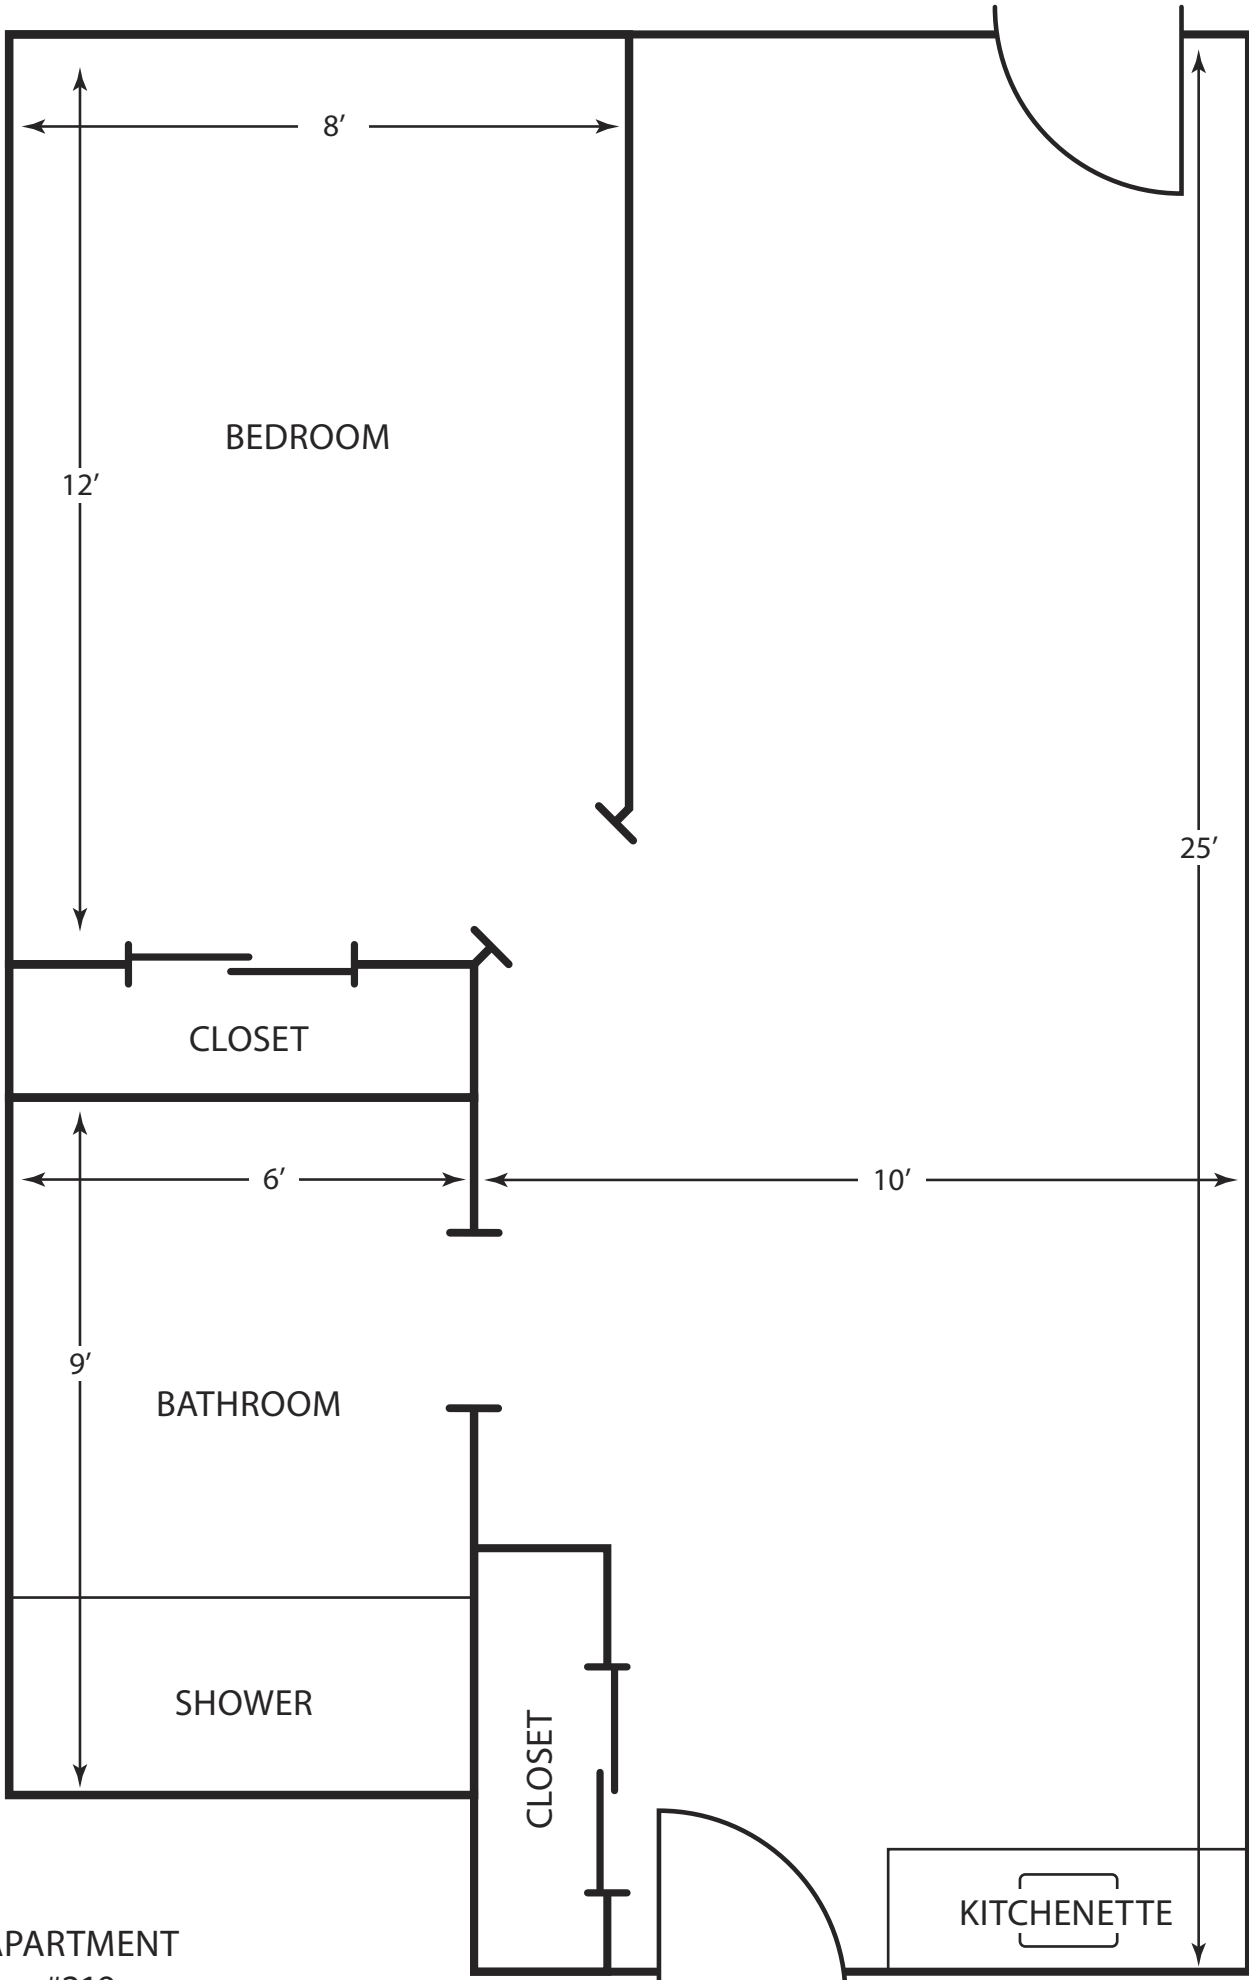 8’
BEDROOM
12’
25’
CLOSET
6’
10’
9’
BATHROOM
SHOWER
CLOSET
KITCHENETTE
APARTMENT